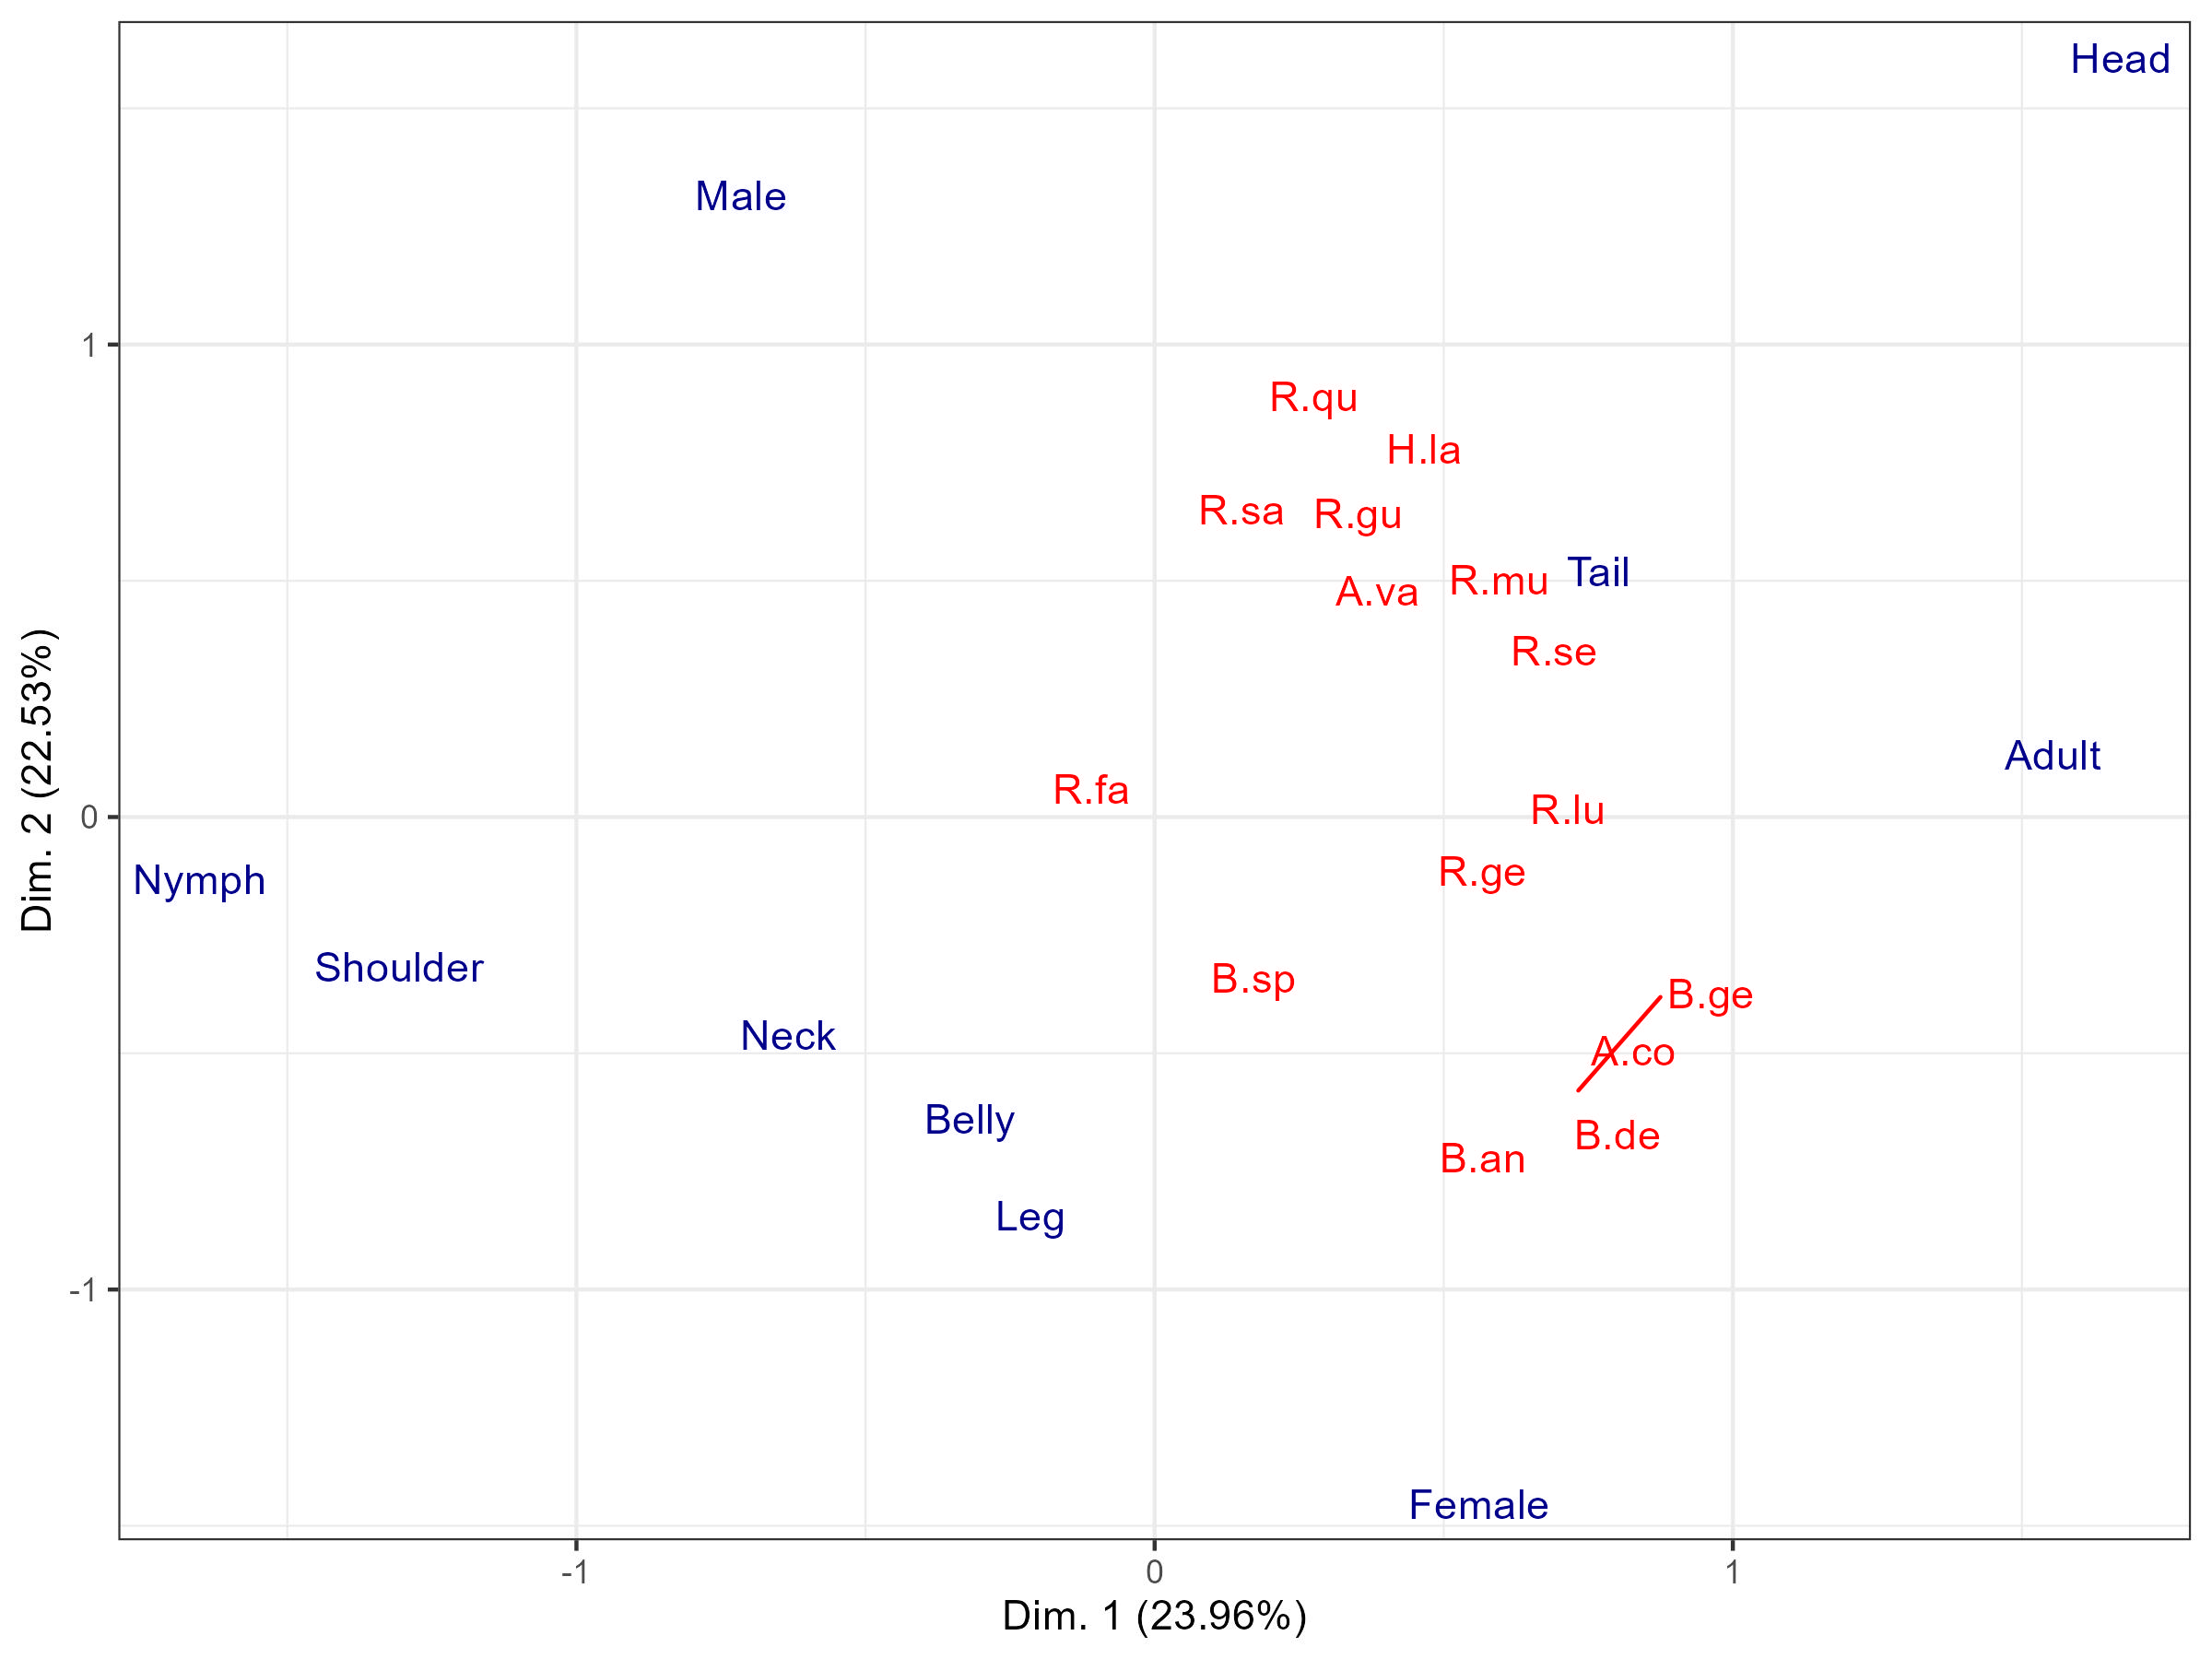 Head
Male
1
R.qu
H.la
R.sa
R.gu
Tail
R.mu
A.va
R.se
Adult
R.fa
R.lu
0
Nymph
R.ge
Shoulder
B.sp
B.ge
Neck
A.co
Belly
B.de
B.an
Leg
-1
Female
-1 0 1
Dim. 1 (23.96%)
Dim. 2 (22.53%)